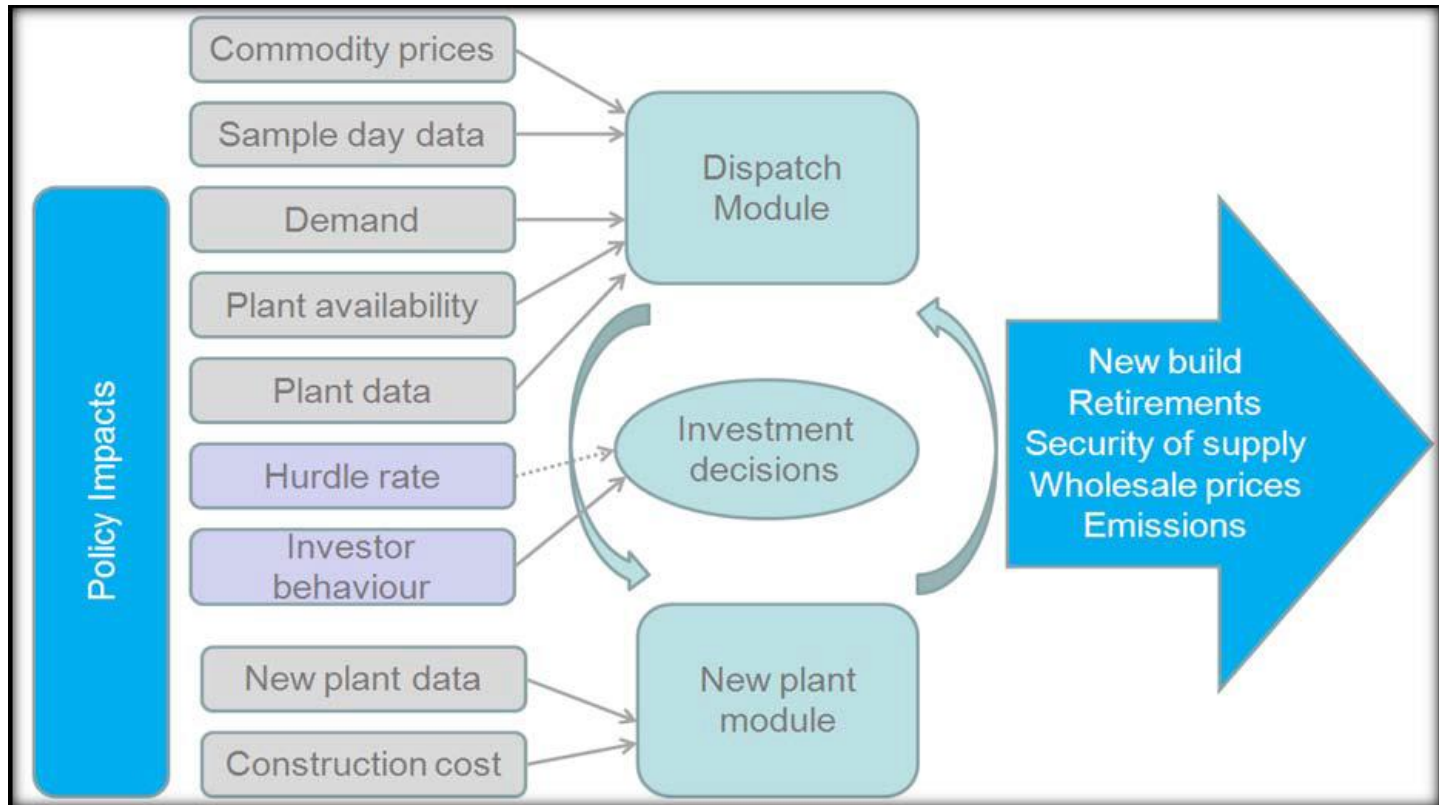 Policy Impacts
Commodity prices
Sample day data
Demand
Plant availability
Plant data
Hurdle rate
Investor
behaviour
New plant data
Construction cost
Dispatch
Module
Investment
decisions
New plant
module
New build
Retirements
Security of supply
Wholesale prices
Emissions